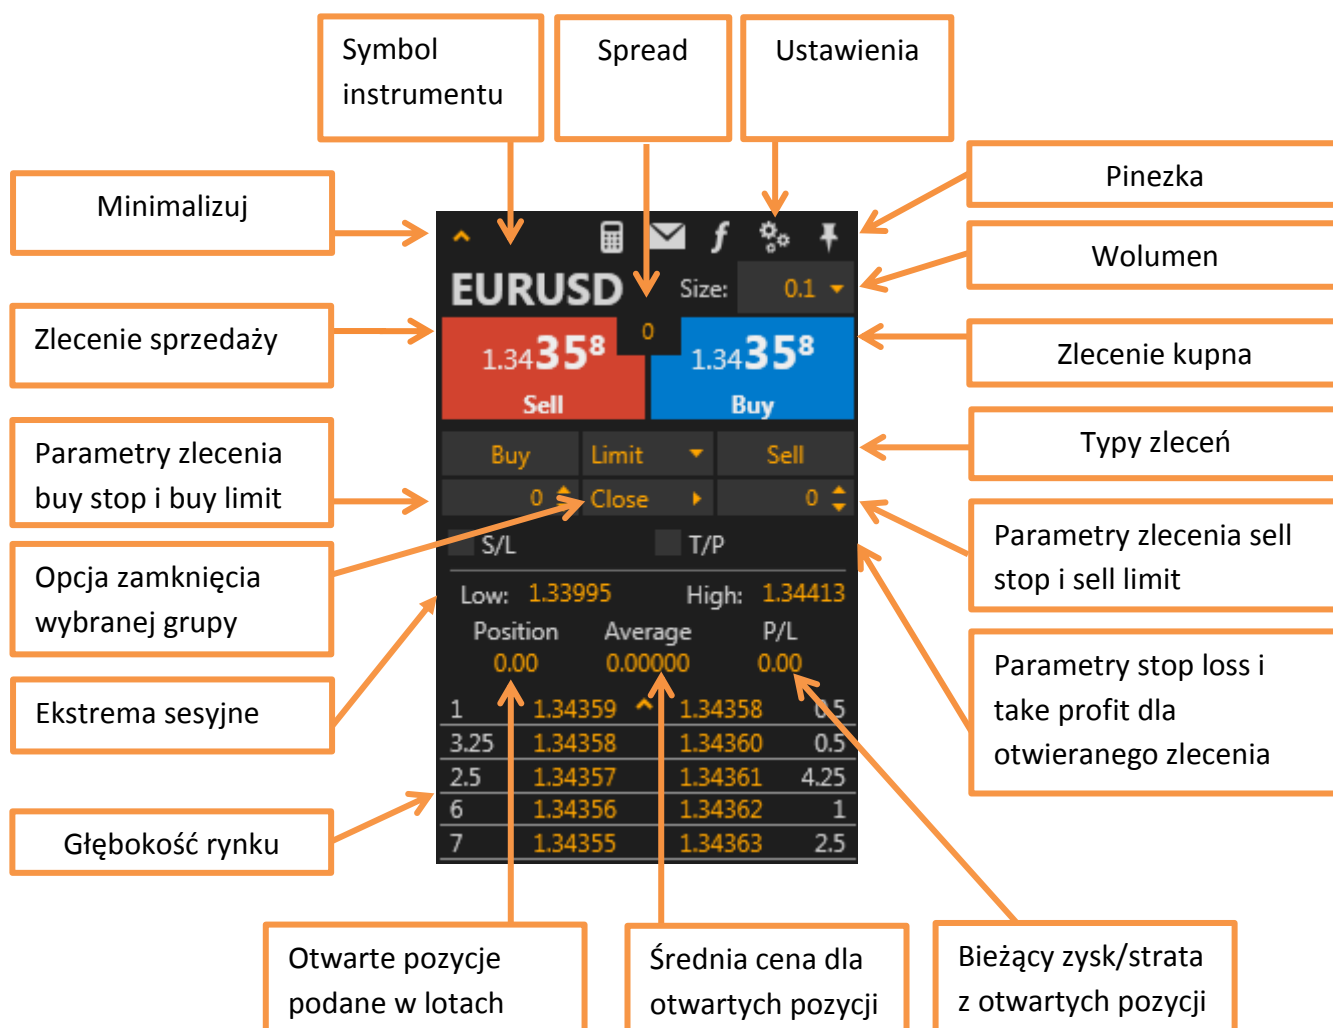 Symbol
instrumentu
Spread
Ustawienia
Minimalizuj
Pinezka
Wolumen
Zlecenie sprzedaży
Zlecenie kupna
Parametry zlecenia
buy stop i buy limit
Typy zleceń
Opcja zamknięcia
wybranej grupy
Parametry zlecenia sell
stop i sell limit
Ekstrema sesyjne
Parametry stop loss i
take profit dla
otwieranego zlecenia
Głębokość rynku
f
EURUSD Size: 0.1
0
1.34358 1.34358
Sell Buy
Buy Limit Sell
0 Close 0
S/L T/P
Low: 1.33995 High: 1.34413
Position Average P/L
0.00 0.00000 0.00
1 1.34359 1.34358 0.5
3.25 1.34358 1.34360 0.5
2.5 1.34357 1.34361 4.25
6 1.34356 1.34362 1
7 1.34355 1.34363 2.5
Otwarte pozycje
podane w lotach
Średnia cena dla
otwartych pozycji
Bieżący zysk/strata
z otwartych pozycji